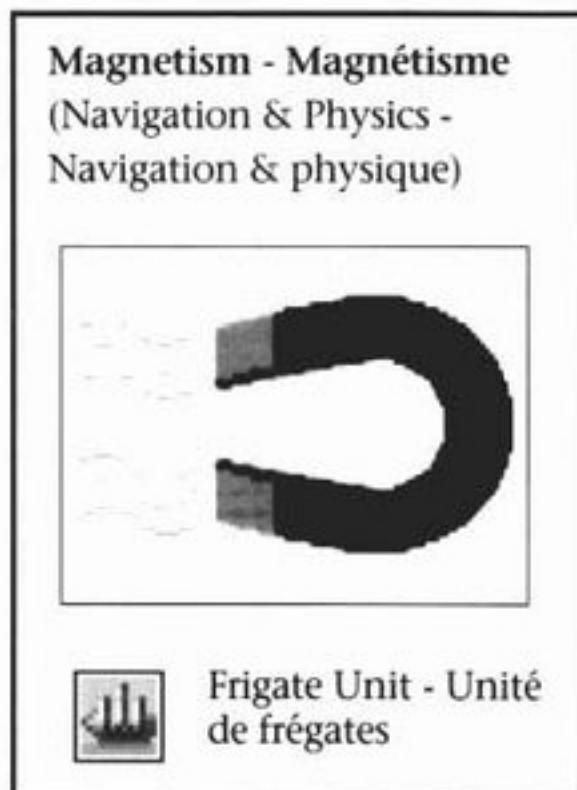 Magnetism - Magnétisme
(Navigation & Physics -
Navigation & physique)
Frigate Unit - Unité
de frégates